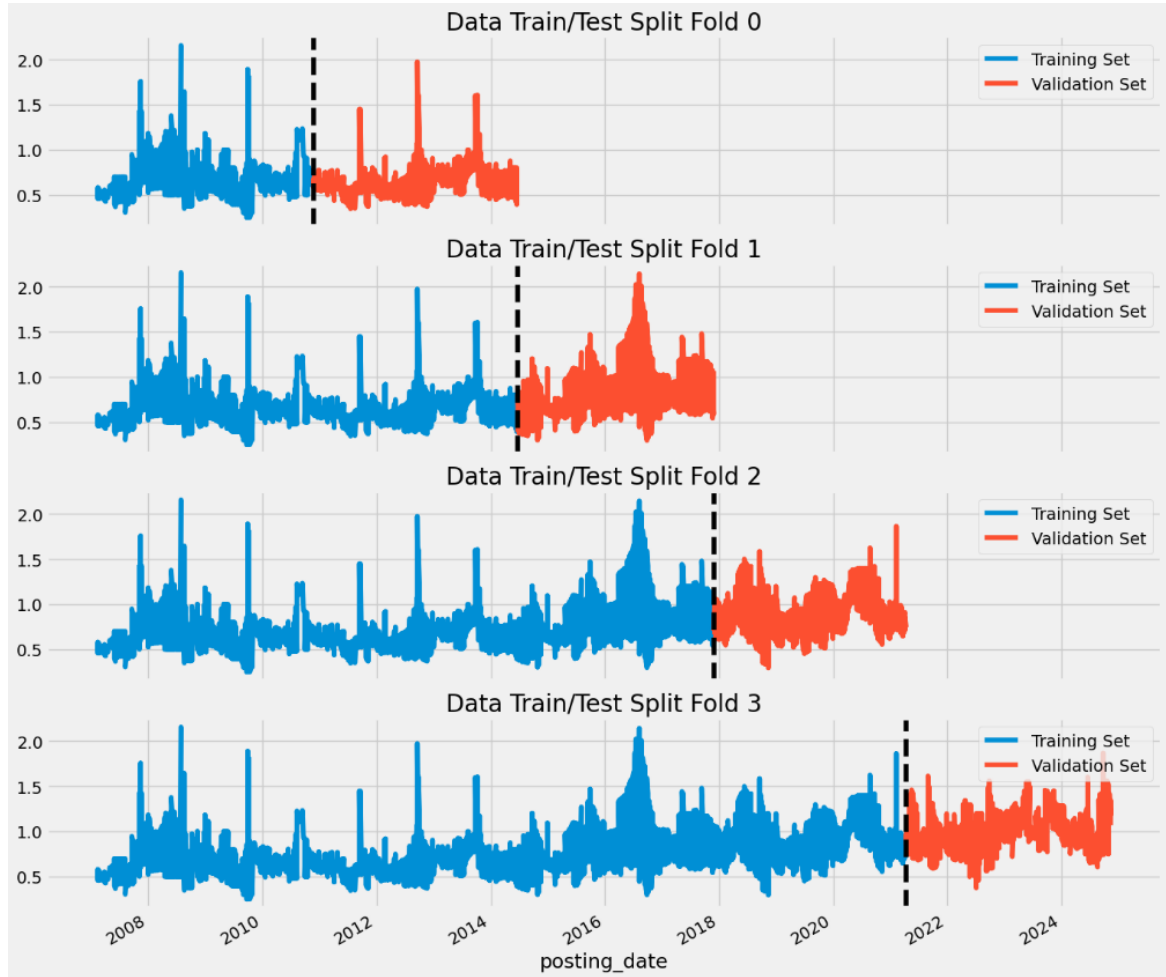 Data Train/Test Split Fold 0
2.0
1.5
1.0
0.5
Training Set
Validation Set
Data Train/Test Split Fold 1
2.0
1.5
1.0
0.5
Training Set
Validation Set
Data Train/Test Split Fold 2
2.0
1.5
1.0
0.5
Training Set
Validation Set
Data Train/Test Split Fold 3
2.0
1.5
1.0
0.5
Training Set
Validation Set
2008 2010 2012 2014 2016 2018 2020 2022 2024
posting_date